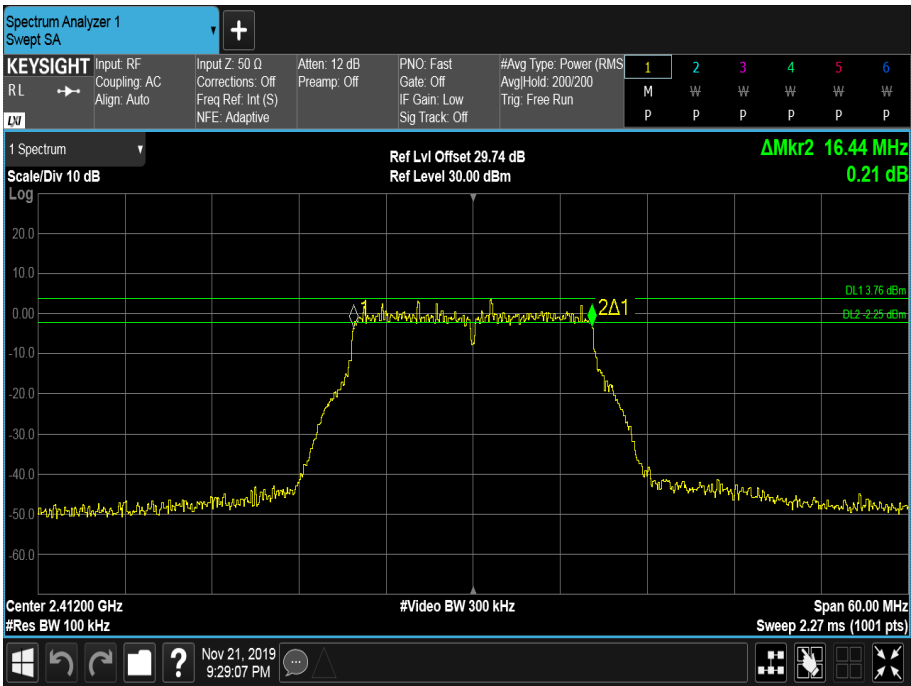 Spectrum Analyzer 1
Swept SA
+
KEYSIGHT
RL
LXI
Input: RF
Coupling: AC
Align: Auto
Input Z: 50 Ω
Corrections: Off
Freq Ref: Int (S)
NFE: Adaptive
Atten: 12 dB
Preamp: Off
PNO: Fast
Gate: Off
IF Gain: Low
Sig Track: Off
#Avg Type: Power (RMS
Avg|Hold: 200/200
Trig: Free Run
1 2 3 4 5 6
M W W W W W
P P P P P P
1 Spectrum
Scale/Div 10 dB
Log
Ref Lvl Offset 29.74 dB
Ref Level 30.00 dBm
ΔMkr2 16.44 MHz
0.21 dB
20.0
10.0
DL1 3.76 dBm
1
2Δ1
0.00
DL2 -2.25 dBm
-10.0
-20.0
-30.0
-40.0
-50.0
-60.0
Center 2.41200 GHz
#Video BW 300 kHz
Span 60.00 MHz
#Res BW 100 kHz
Sweep 2.27 ms (1001 pts)
?
Nov 21, 2019
9:29:07 PM